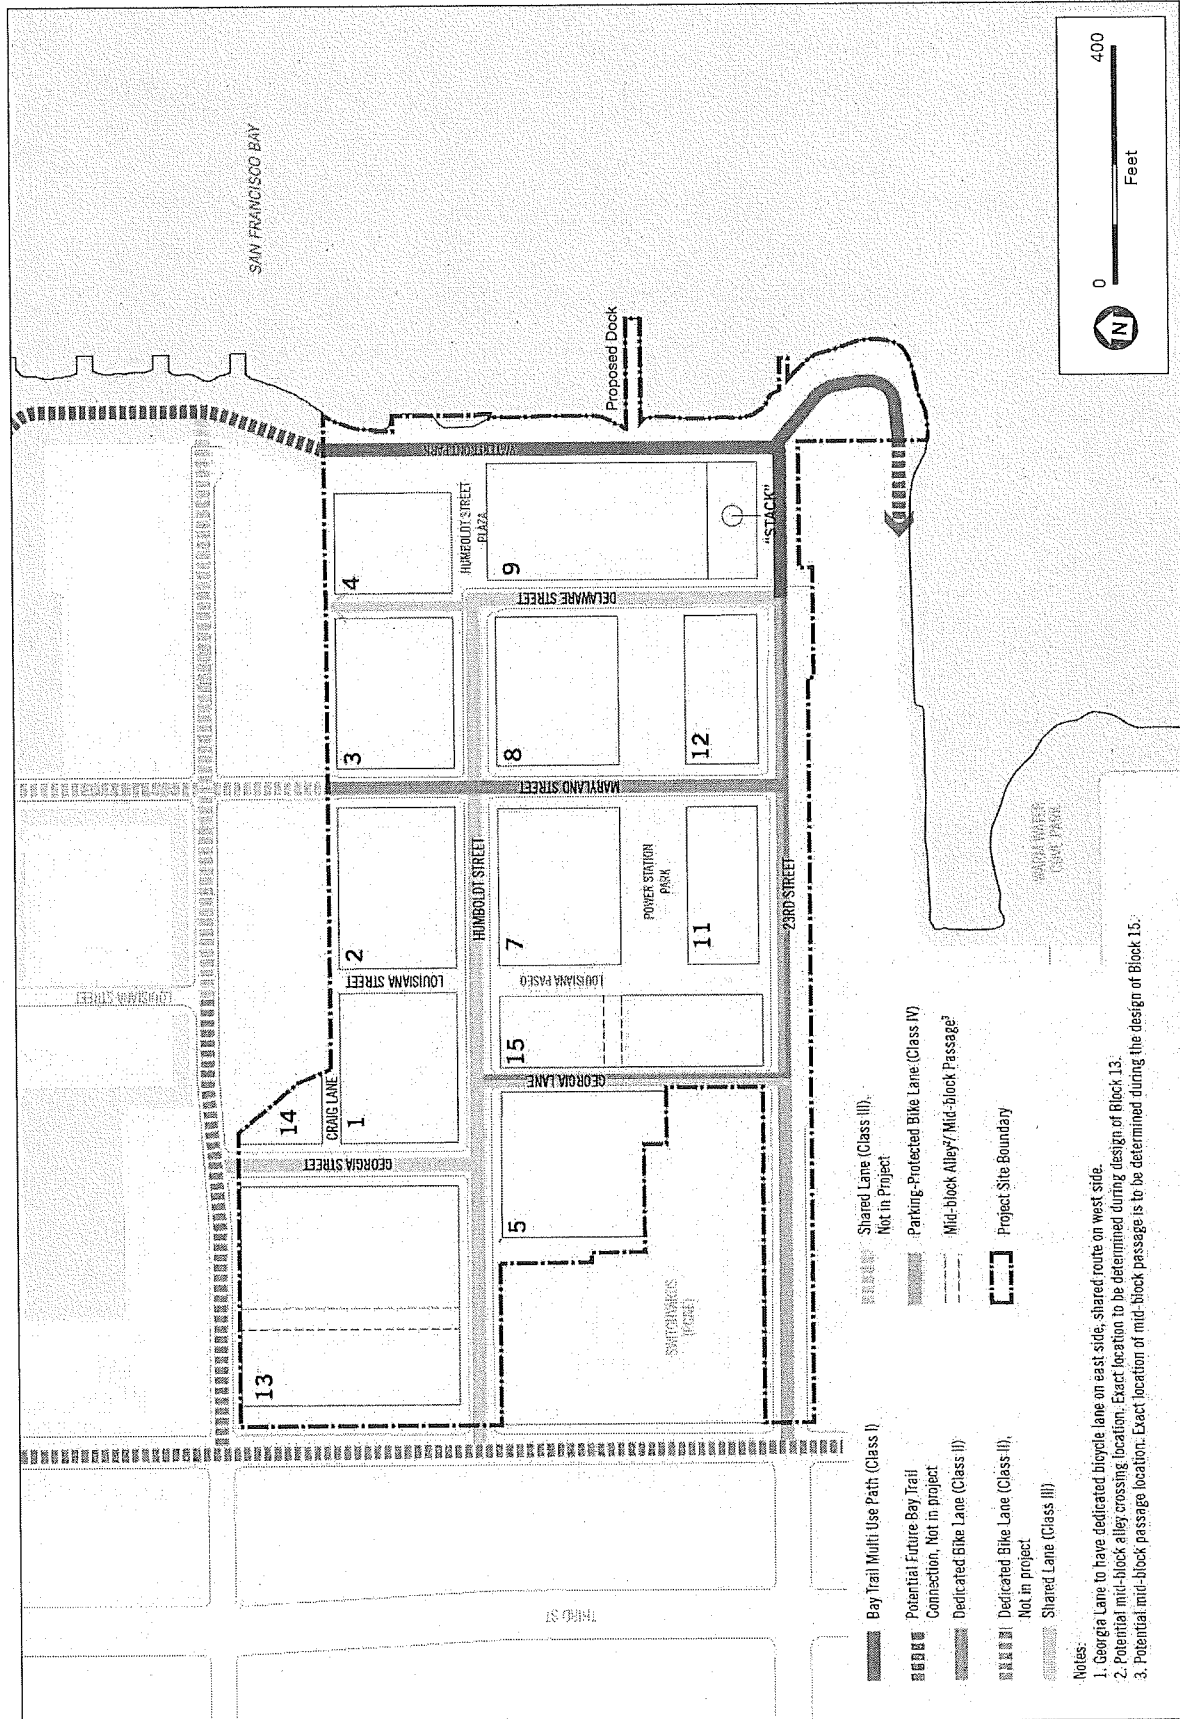 SAN FRANCISCO BAY
Proposed Dock
WATERFRONT PARK
HUMBOLDT STREET
PLAZA
"STACK"
4
9
DELAWARE STREET
3
8
12
MARYLAND STREET
2
7
11
HUMBOLDT STREET
POWER STATION
PARK
23RD STREET
LOUISIANA STREET
LOUISIANA STREET
LOUISIANA PASEO
15
GEORGIA LANE
14
CRAIG LANE
1
GEORGIA STREET
5
13
SWITCHYARDS
(PG&E)
THIRD ST
WARM WATER
COVE PARK
0
400
Feet
N
Bay Trail Multi Use Path (Class I)
Potential Future Bay Trail
Connection, Not in project
Dedicated Bike Lane (Class II)
Dedicated Bike Lane (Class II),
Not in project
Shared Lane (Class III)
Shared Lane (Class III),
Not in Project
Parking-Protected Bike Lane (Class IV)
Mid-block Alley²/ Mid-block Passage³
Project Site Boundary
Notes:
1. Georgia Lane to have dedicated bicycle lane on east side, shared route on west side.
2. Potential mid-block alley crossing location. Exact location to be determined during design of Block 13.
3. Potential mid-block passage location. Exact location of mid-block passage is to be determined during the design of Block 15.